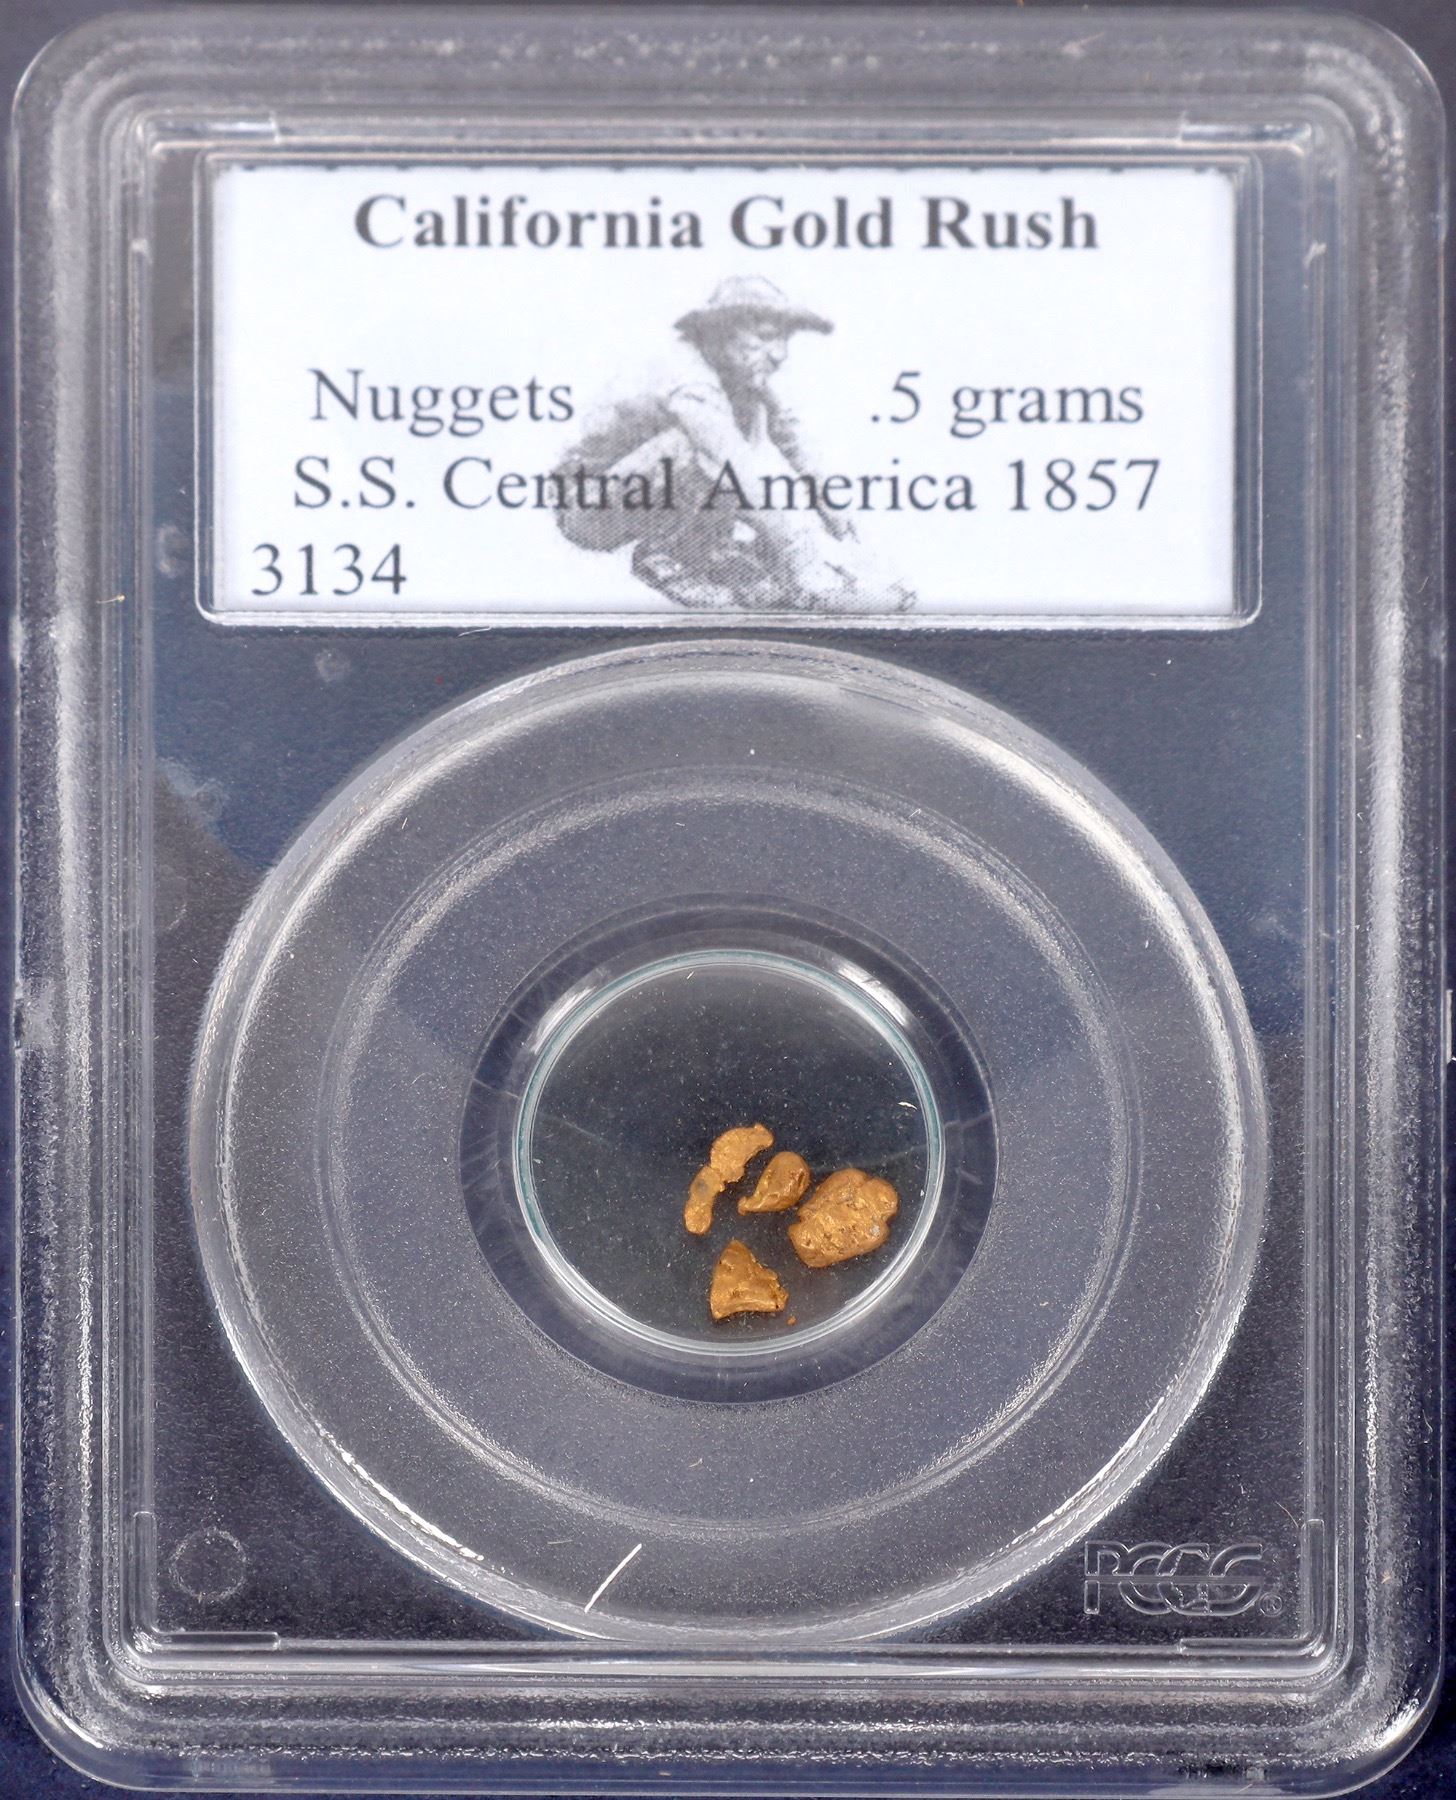 California Gold Rush
Nuggets .5 grams
S.S. Central America 1857
3134
PCGS®